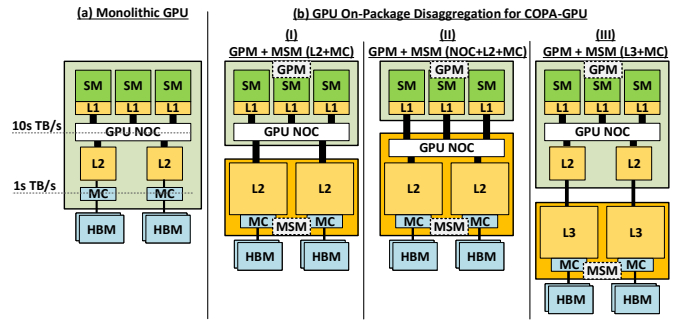 (a) Monolithic GPU
(b) GPU On-Package Disaggregation for COPA-GPU
(I)
GPM + MSM (L2+MC)
(II)
GPM + MSM (NOC+L2+MC)
(III)
GPM + MSM (L3+MC)
SM SM SM
L1 L1 L1
10s TB/s
GPU NOC
L2 L2
1s TB/s
MC MC
HBM HBM
GPM
SM SM SM
L1 L1 L1
GPU NOC
L2 L2
MC MC
MSM
HBM HBM
GPM
SM SM SM
L1 L1 L1
GPU NOC
L2 L2
MC MC
MSM
HBM HBM
GPM
SM SM SM
L1 L1 L1
GPU NOC
L2 L2
L3 L3
MC MC
MSM
HBM HBM